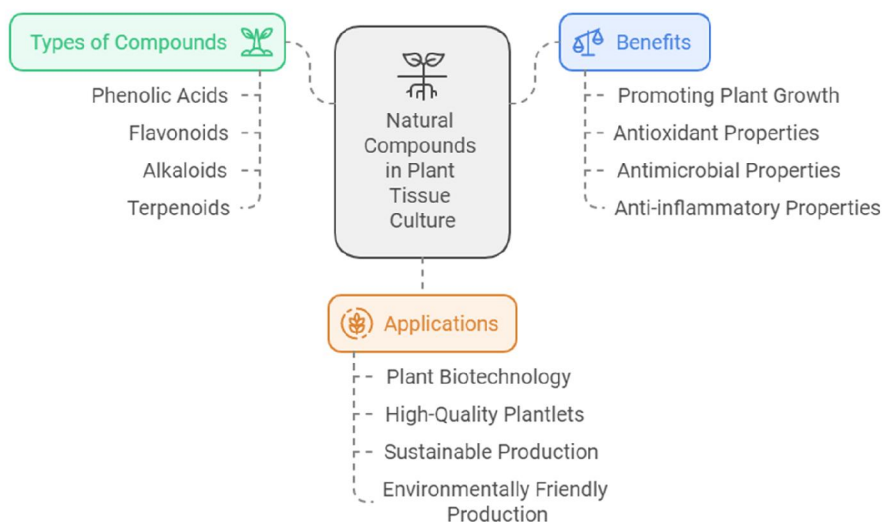 Types of Compounds
Phenolic Acids
Flavonoids
Alkaloids
Terpenoids
Natural
Compounds
in Plant
Tissue
Culture
Benefits
Promoting Plant Growth
Antioxidant Properties
Antimicrobial Properties
Anti-inflammatory Properties
Applications
Plant Biotechnology
High-Quality Plantlets
Sustainable Production
Environmentally Friendly
Production